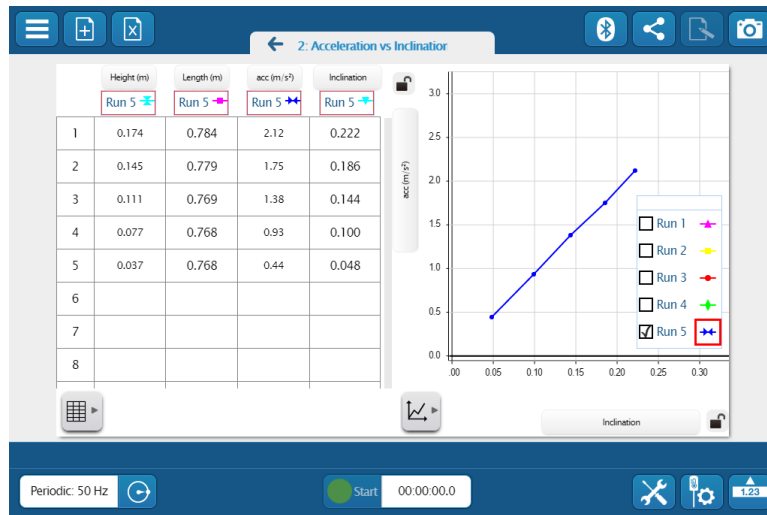 2: Acceleration vs Inclinatior
Height (m) Length (m) acc (m/s²) Inclination
Run 5 Run 5 Run 5 Run 5
1 0.174 0.784 2.12 0.222
2 0.145 0.779 1.75 0.186
3 0.111 0.769 1.38 0.144
4 0.077 0.768 0.93 0.100
5 0.037 0.768 0.44 0.048
6
7
8
acc (m/s²)
3.0
2.5
2.0
1.5
1.0
0.5
0.0
.00 0.05 0.10 0.15 0.20 0.25 0.30
Run 1
Run 2
Run 3
Run 4
Run 5
Inclination
Periodic: 50 Hz
Start 00:00:00.0
1.23